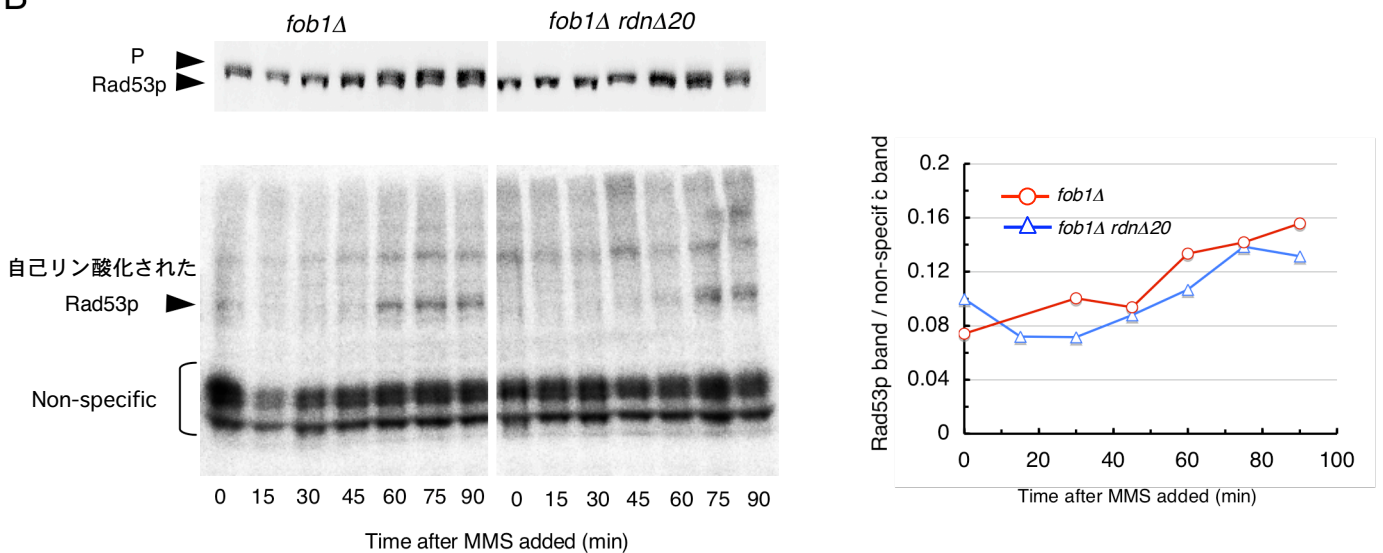 B
fob1Δ
fob1Δ rdnΔ20
P
Rad53p
自己リン酸化された
Rad53p
Non-specific
0 15 30 45 60 75 90 0 15 30 45 60 75 90
Time after MMS added (min)
Rad53p band / non-specif c band
0.2
0.16
0.12
0.08
0.04
0
fob1Δ
fob1Δ rdnΔ20
0 20 40 60 80 100
Time after MMS added (min)